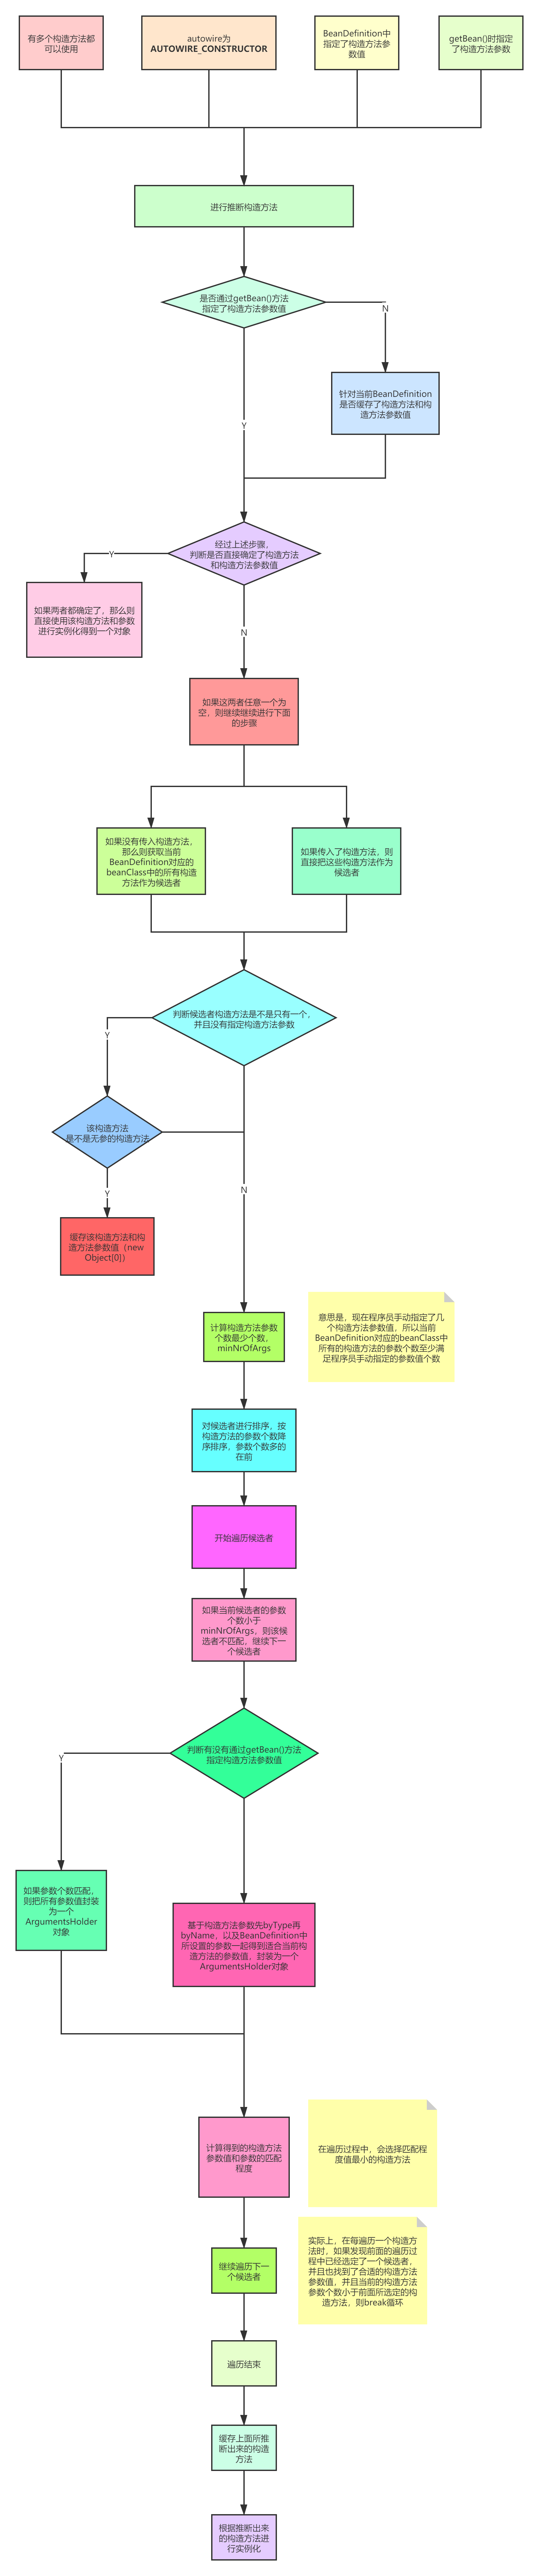 有多个构造方法都
可以使用
autowire为
AUTOWIRE_CONSTRUCTOR
BeanDefinition中
指定了构造方法参
数值
getBean()时指定
了构造方法参数
进行推断构造方法
是否通过getBean()方法
指定了构造方法参数值
N
针对当前BeanDefinition
是否缓存了构造方法和构
造方法参数值
Y
经过上述步骤,
判断是否直接确定了构造方法
和构造方法参数值
Y
如果两者都确定了,那么则
直接使用该构造方法和参数
进行实例化得到一个对象
N
如果这两者任意一个为
空,则继续继续进行下面
的步骤
如果没有传入构造方法,
那么则获取当前
BeanDefinition对应的
beanClass中的所有构造
方法作为候选者
如果传入了构造方法,则
直接把这些构造方法作为
候选者
判断候选者构造方法是不是只有一个,
并且没有指定构造方法参数
Y
该构造方法
是不是无参的构造方法
Y
N
缓存该构造方法和构
造方法参数值(new
Object[0])
计算构造方法参数
个数最少个数,
minNrOfArgs
意思是,现在程序员手动指定了几
个构造方法参数值,所以当前
BeanDefinition对应的beanClass中
所有的构造方法的参数个数至少满
足程序员手动指定的参数值个数
对候选者进行排序,按
构造方法的参数个数降
序排序,参数个数多的
在前
开始遍历候选者
如果当前候选者的参数
个数小于
minNrOfArgs,则该候
选者不匹配,继续下一
个候选者
判断有没有通过getBean()方法
指定构造方法参数值
Y
如果参数个数匹配,
则把所有参数值封装
为一个
ArgumentsHolder
对象
基于构造方法参数先byType再
byName,以及BeanDefinition中
所设置的参数一起得到适合当前构
造方法的参数值,封装为一个
ArgumentsHolder对象
计算得到的构造方法
参数值和参数的匹配
程度
在遍历过程中,会选择匹配程
度值最小的构造方法
继续遍历下一
个候选者
实际上,在每遍历一个构造方
法时,如果发现前面的遍历过
程中已经选定了一个候选者,
并且也找到了合适的构造方法
参数值,并且当前的构造方法
参数个数小于前面所选定的构
造方法,则break循环
遍历结束
缓存上面所推
断出来的构造
方法
根据推断出来
的构造方法进
行实例化